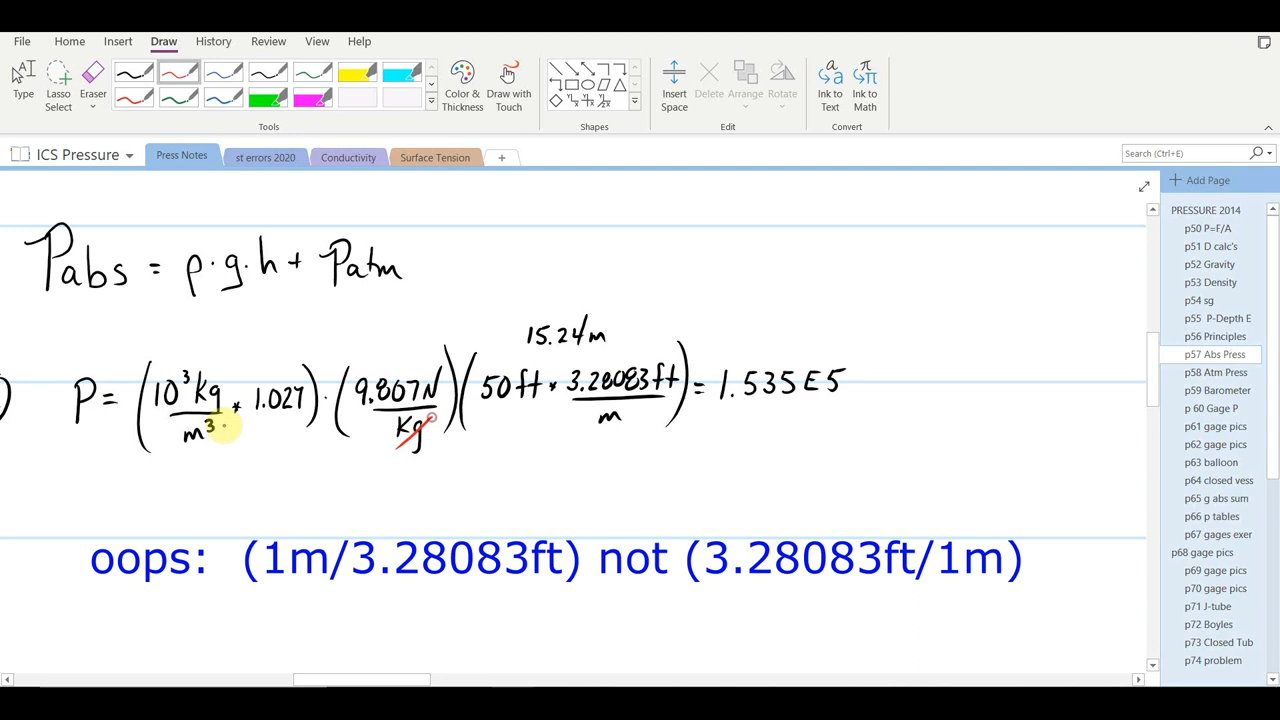 File Home Insert Draw History Review View Help
Type
Lasso Select
Eraser
Color & Thickness
Draw with Touch
Insert Space
Delete Arrange Rotate
Ink to Text
Ink to Math
Tools Shapes Edit Convert
ICS Pressure Press Notes st errors 2020 Conductivity Surface Tension +
Search (Ctrl+E)
Pabs = ρ·g·h + Patm
15.24m
) P = (10³kg/m³ * 1.027) · (9.807N/kg)(50ft * 3.28083ft/m) = 1.535 E5
oops: (1m/3.28083ft) not (3.28083ft/1m)
Add Page
PRESSURE 2014
p50 P=F/A
p51 D calc's
p52 Gravity
p53 Density
p54 sg
p55 P-Depth E
p56 Principles
p57 Abs Press
p58 Atm Press
p59 Barometer
p 60 Gage P
p61 gage pics
p62 gage pics
p63 balloon
p64 closed vess
p65 g abs sum
p66 p tables
p67 gages exer
p68 gage pics
p69 gage pics
p70 gage pics
p71 J-tube
p72 Boyles
p73 Closed Tub
p74 problem